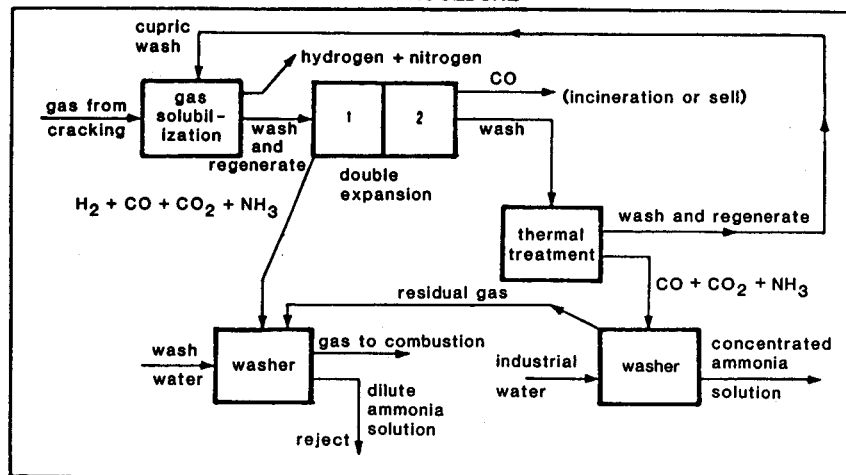 cupric
wash
hydrogen + nitrogen
gas from
cracking
gas
solubil-
ization
wash
and
regenerate
1
2
double
expansion
CO
(incineration or sell)
wash
H₂ + CO + CO₂ + NH₃
thermal
treatment
wash and regenerate
CO + CO₂ + NH₃
residual gas
wash
water
washer
gas to combustion
dilute
ammonia
solution
reject
industrial
water
washer
concentrated
ammonia
solution